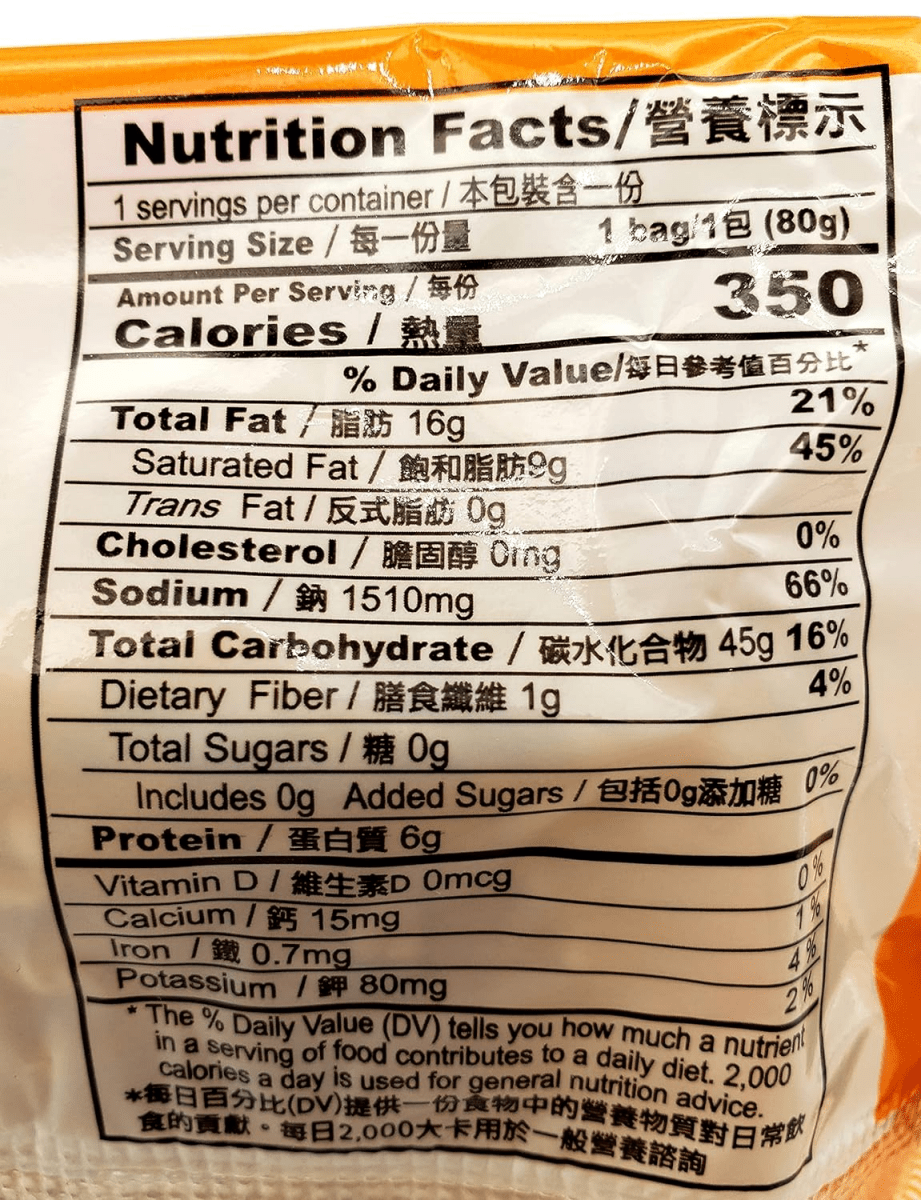 Nutrition Facts/營養標示
1 servings per container / 本包裝含一份
Serving Size / 每一份量 1 bag/1包 (80g)
Amount Per Serving / 每份
Calories / 熱量 350
% Daily Value/每日參考值百分比*
Total Fat / 脂肪 16g 21%
Saturated Fat / 飽和脂肪9g 45%
Trans Fat / 反式脂肪 0g
Cholesterol / 膽固醇 0mg 0%
Sodium / 鈉 1510mg 66%
Total Carbohydrate / 碳水化合物 45g 16%
Dietary Fiber / 膳食纖維 1g 4%
Total Sugars / 糖 0g
Includes 0g Added Sugars / 包括0g添加糖 0%
Protein / 蛋白質 6g
Vitamin D / 維生素D 0mcg 0%
Calcium / 鈣 15mg 1%
Iron / 鐵 0.7mg 4%
Potassium / 鉀 80mg 2%
* The % Daily Value (DV) tells you how much a nutrient
in a serving of food contributes to a daily diet. 2,000
calories a day is used for general nutrition advice.
*每日百分比(DV)提供一份食物中的營養物質對日常飲
食的貢獻。每日2,000大卡用於一般營養諮詢